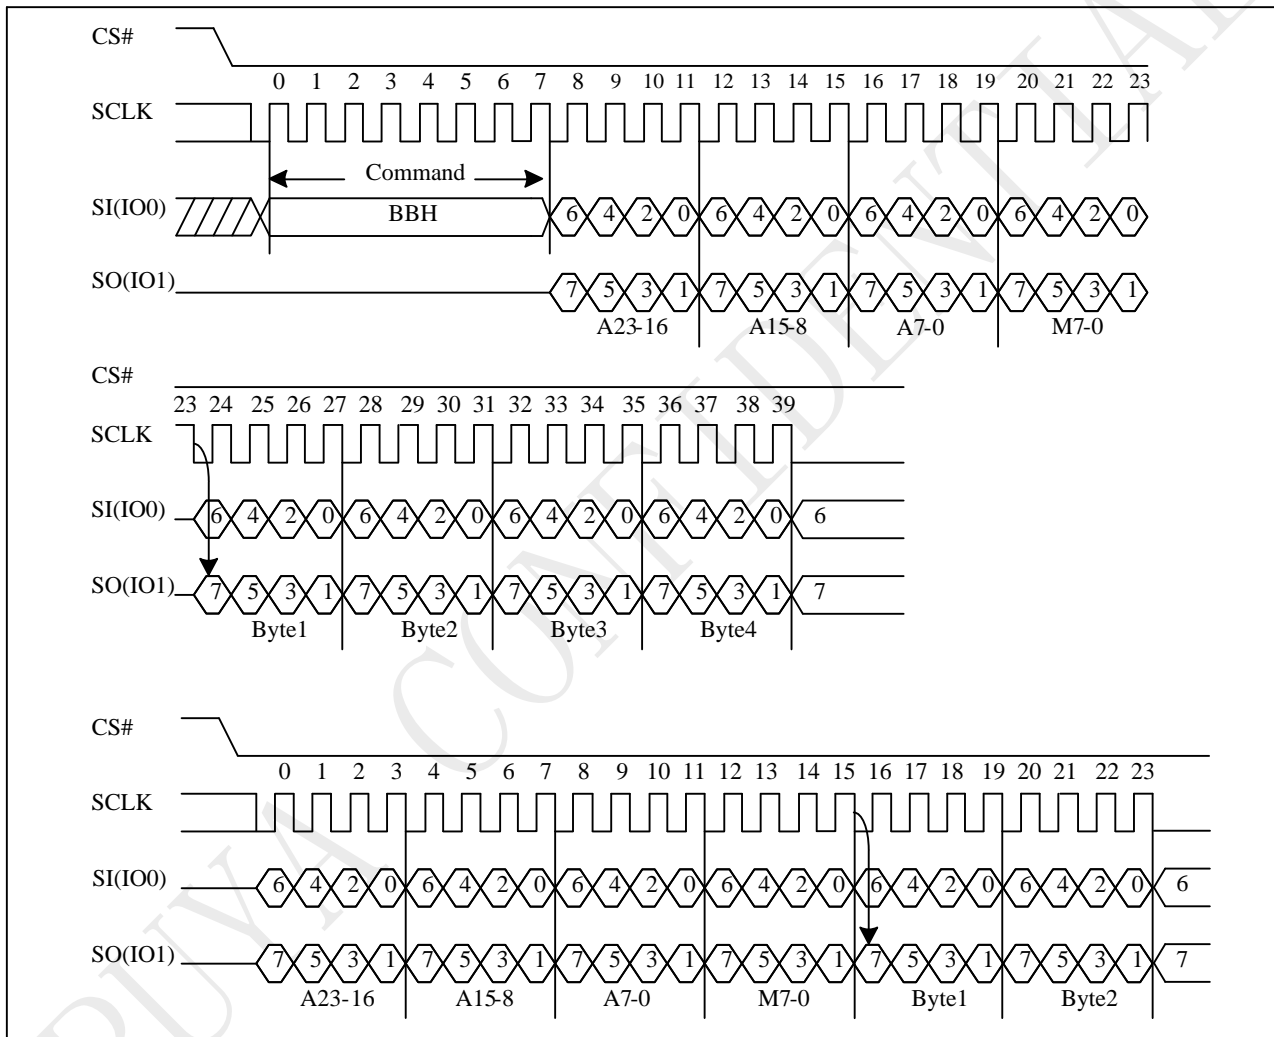 CS#
0 1 2 3 4 5 6 7 8 9 10 11 12 13 14 15 16 17 18 19 20 21 22 23
SCLK
Command
SI(IO0) BBH 6 4 2 0 6 4 2 0 6 4 2 0 6 4 2 0
SO(IO1) 7 5 3 1 7 5 3 1 7 5 3 1 7 5 3 1
A23-16 A15-8 A7-0 M7-0
CS#
23 24 25 26 27 28 29 30 31 32 33 34 35 36 37 38 39
SCLK
SI(IO0) 6 4 2 0 6 4 2 0 6 4 2 0 6 4 2 0 6
SO(IO1) 7 5 3 1 7 5 3 1 7 5 3 1 7 5 3 1 7
Byte1 Byte2 Byte3 Byte4
CS#
0 1 2 3 4 5 6 7 8 9 10 11 12 13 14 15 16 17 18 19 20 21 22 23
SCLK
SI(IO0) 6 4 2 0 6 4 2 0 6 4 2 0 6 4 2 0 6 4 2 0 6 4 2 0 6
SO(IO1) 7 5 3 1 7 5 3 1 7 5 3 1 7 5 3 1 7 5 3 1 7 5 3 1 7
A23-16 A15-8 A7-0 M7-0 Byte1 Byte2
PUYA CONFIDENTIAL